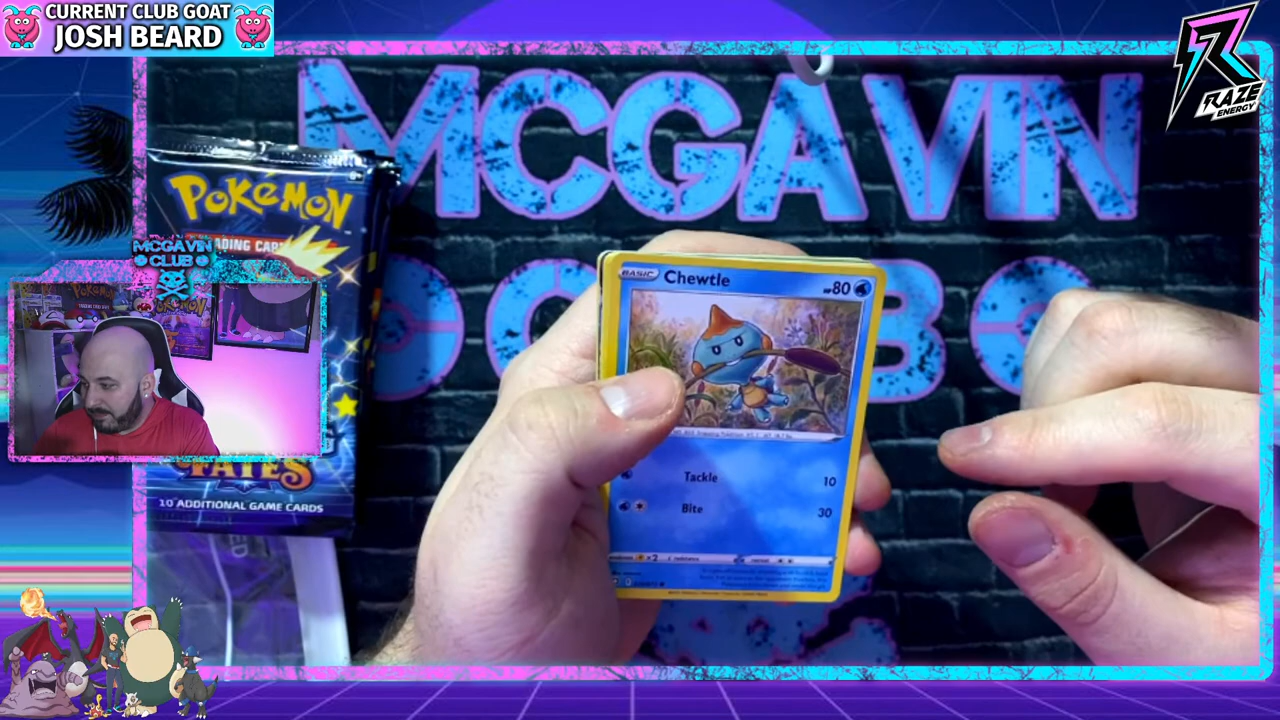 CURRENT CLUB GOAT
JOSH BEARD
RAZE
ENERGY
MCGAVIN
POKÉMON
MCGAVIN
CLUB
FATES
10 ADDITIONAL GAME CARDS
BASIC
Chewtle
HP80
Tackle
10
Bite
30